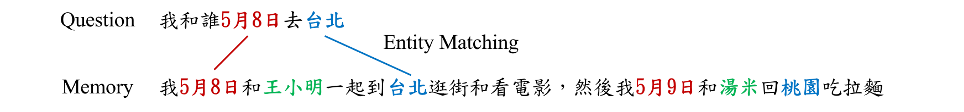 Question 我和誰5月8日去台北
Entity Matching
Memory 我5月8日和王小明一起到台北逛街和看電影，然後我5月9日和湯米回桃園吃拉麵